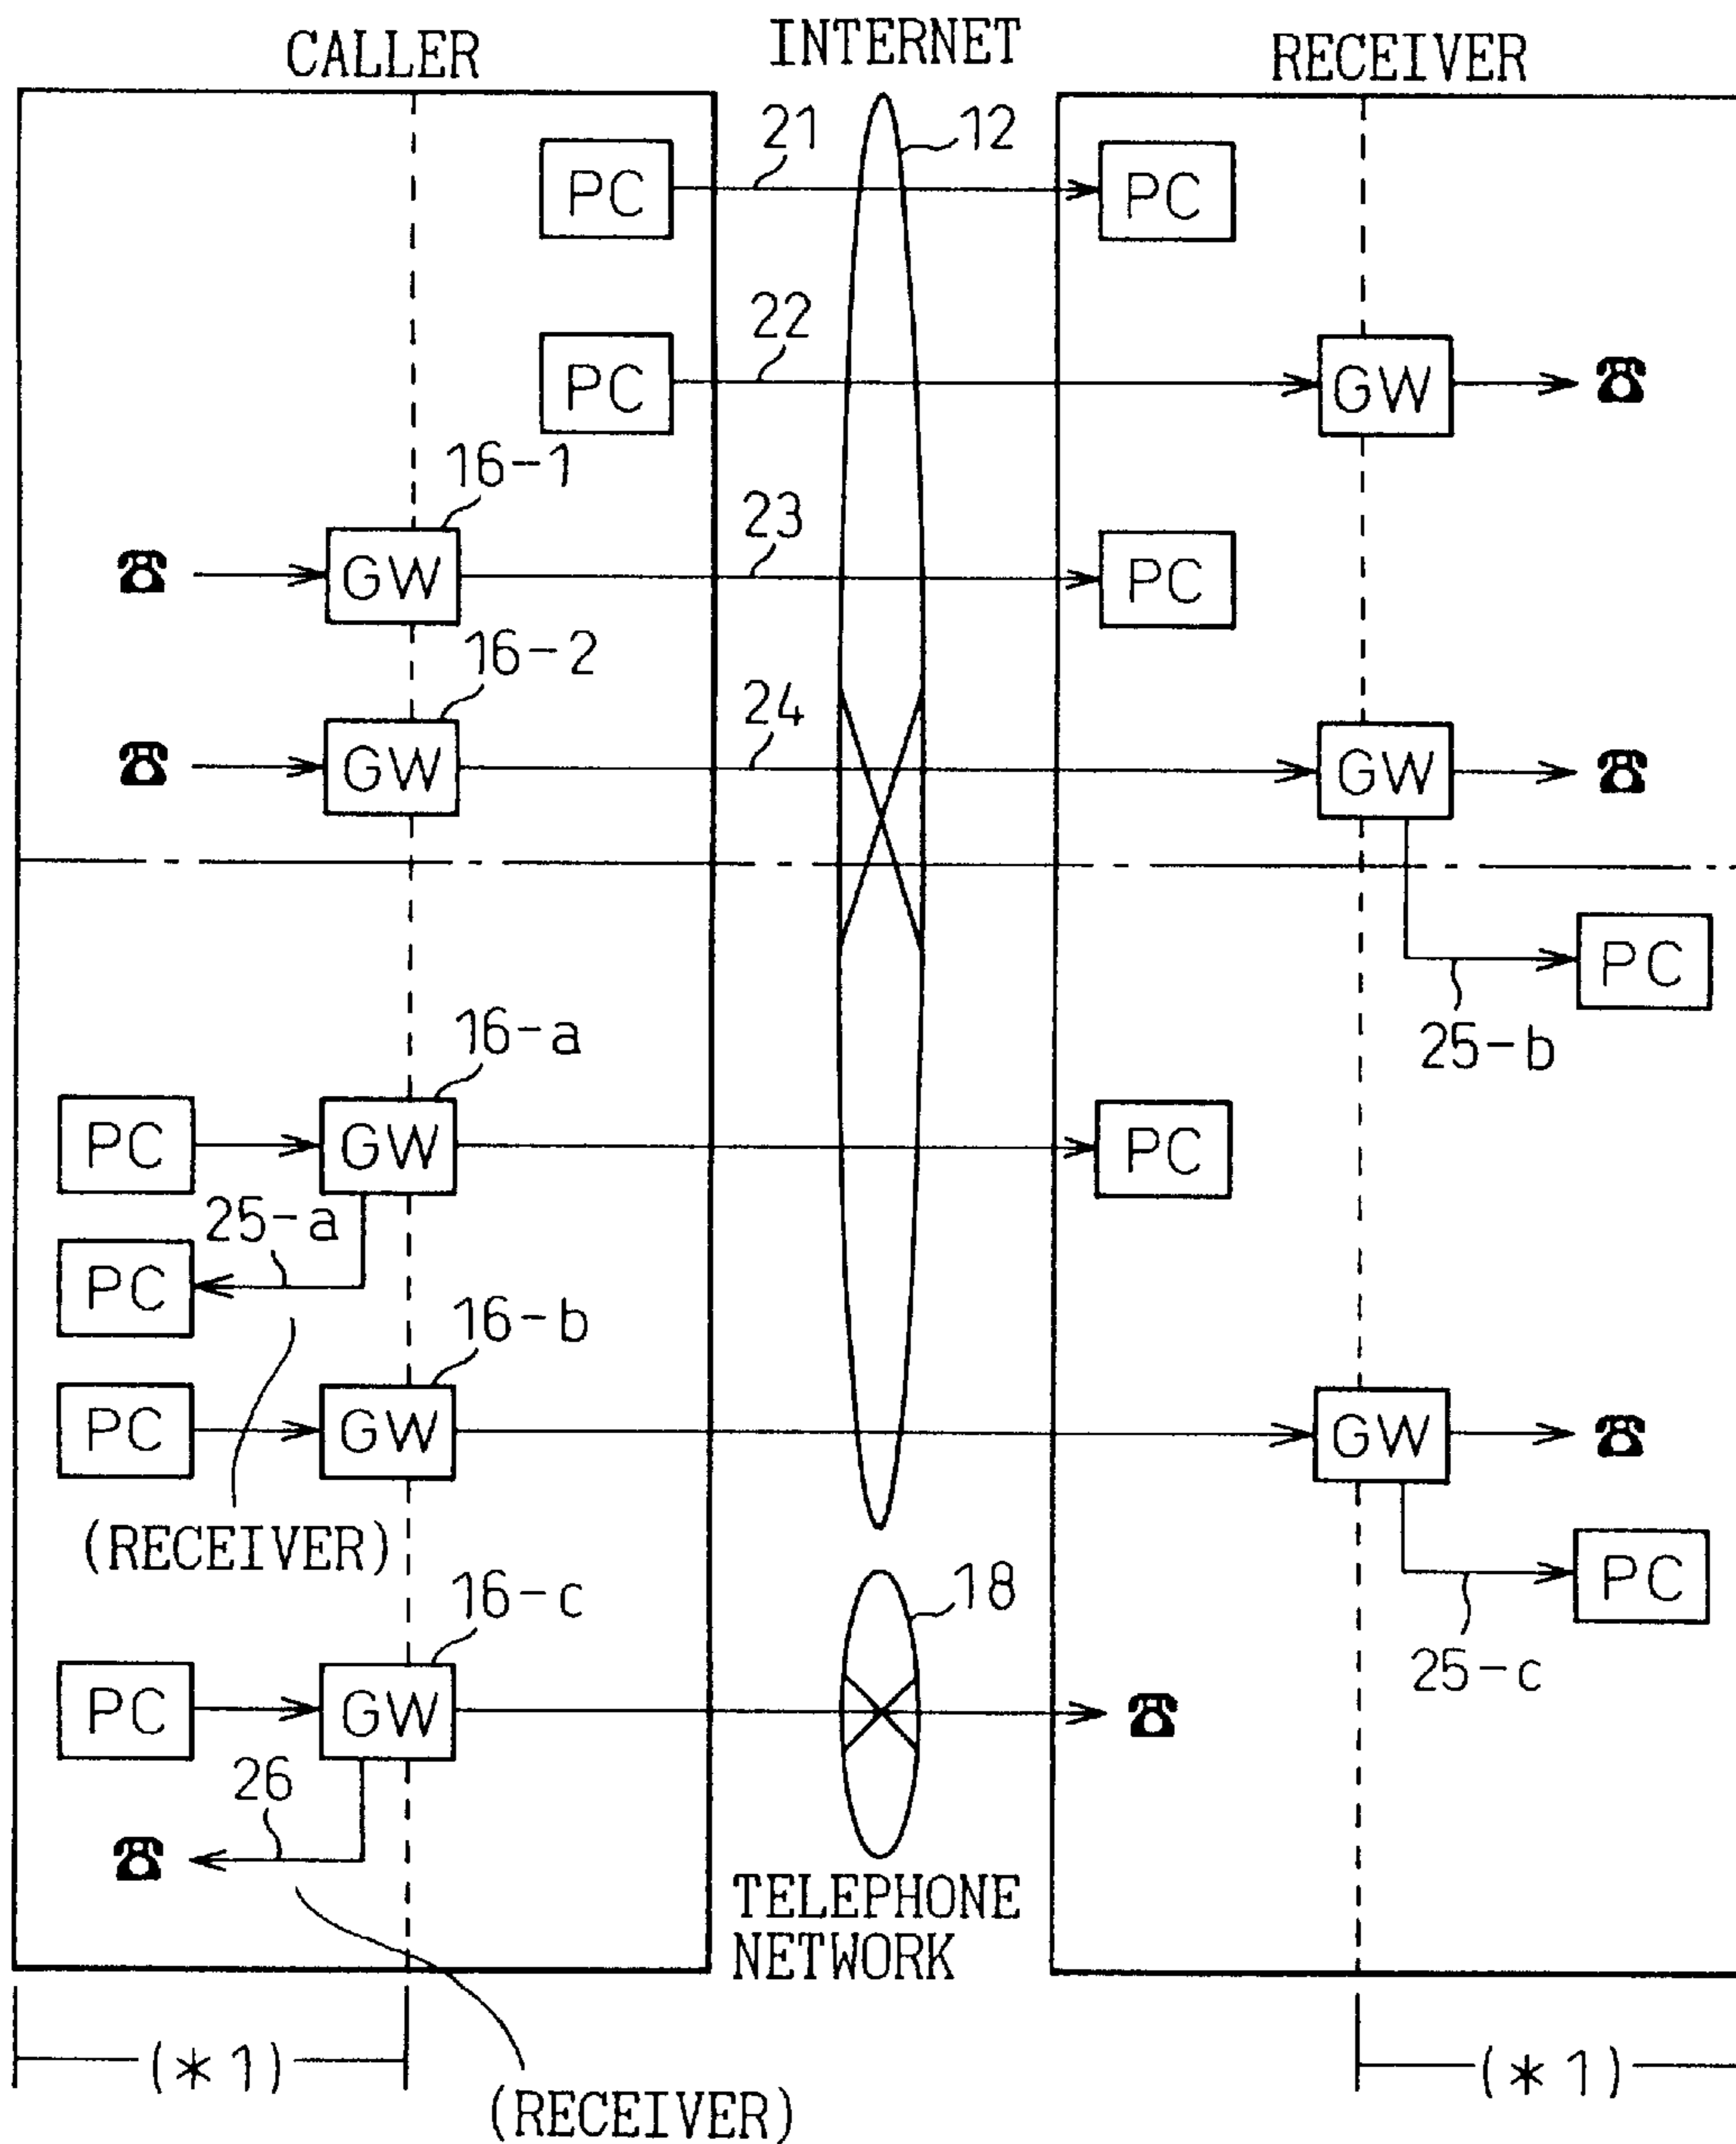 CALLER
INTERNET
RECEIVER
21
12
PC
PC
22
PC
GW
16-1
23
GW
PC
16-2
24
GW
GW
PC
25-b
16-a
PC
GW
PC
25-a
PC
16-b
PC
GW
GW
(RECEIVER)
16-c
18
PC
25-c
PC
GW
26
TELEPHONE
NETWORK
(*1)
(*1)
(RECEIVER)